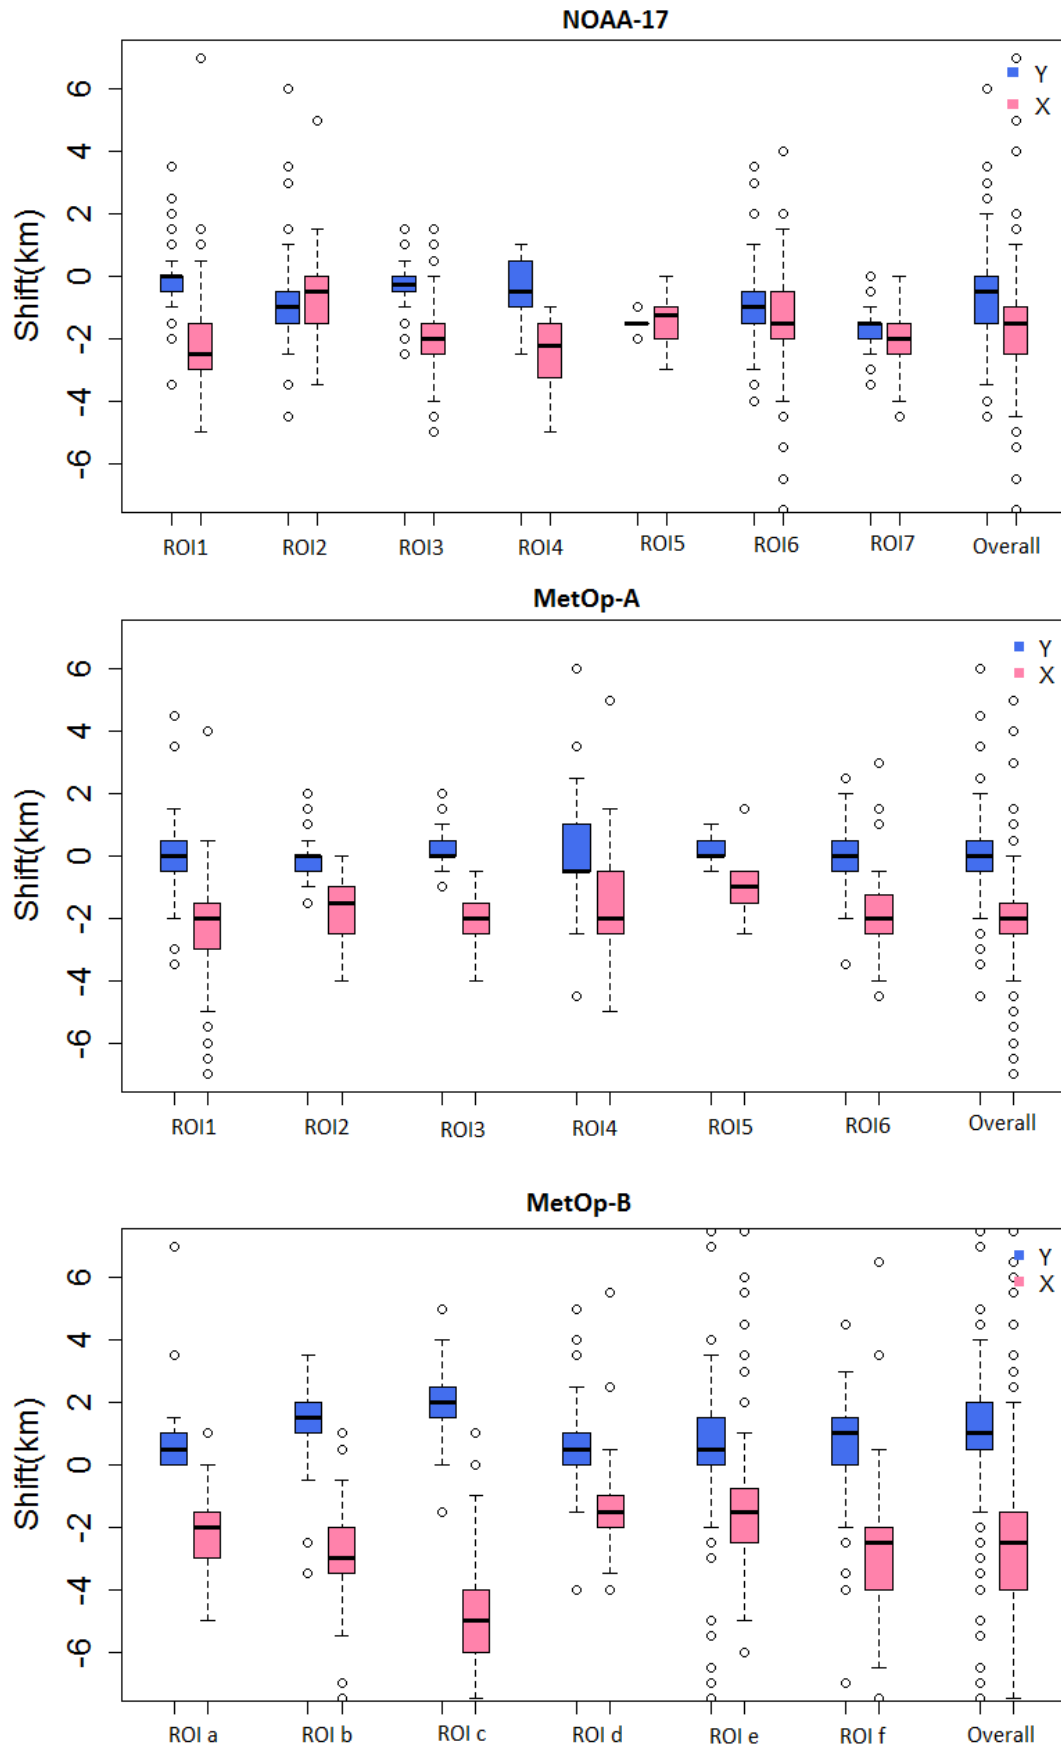 NOAA-17
Y
X
Shift(km)
6
4
2
0
-2
-4
-6
ROI1 ROI2 ROI3 ROI4 ROI5 ROI6 ROI7 Overall
MetOp-A
Y
X
Shift(km)
6
4
2
0
-2
-4
-6
ROI1 ROI2 ROI3 ROI4 ROI5 ROI6 Overall
MetOp-B
Y
X
Shift(km)
6
4
2
0
-2
-4
-6
ROI a ROI b ROI c ROI d ROI e ROI f Overall